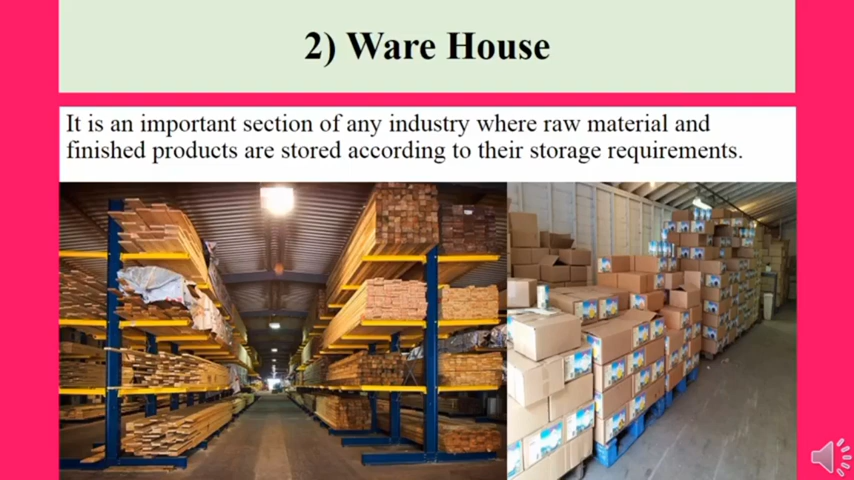 2) Ware House
It is an important section of any industry where raw material and
finished products are stored according to their storage requirements.